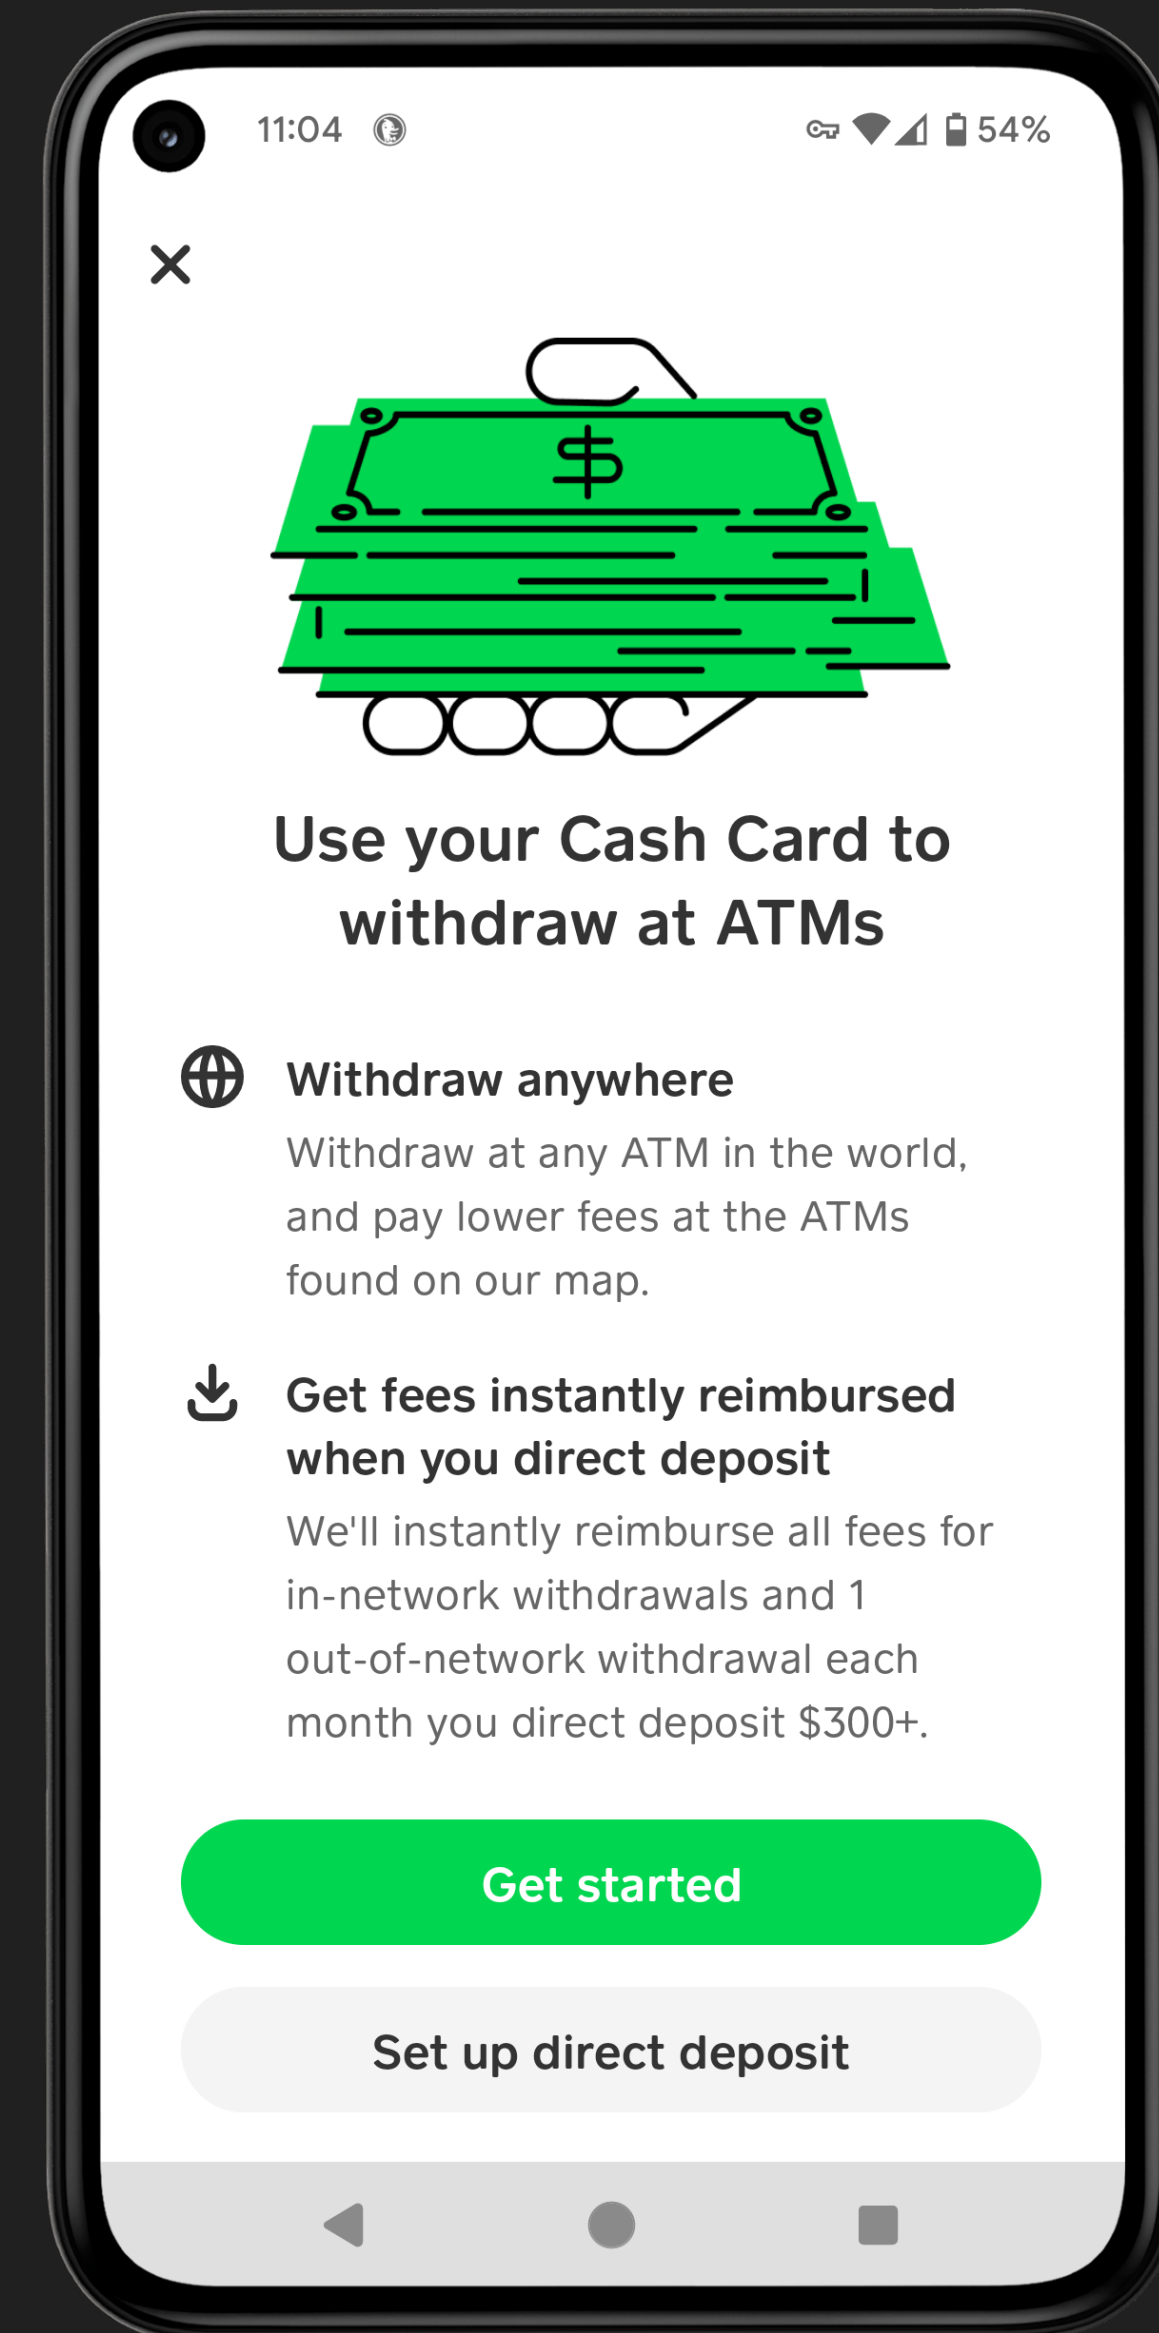 11:04
54%
$
Use your Cash Card to
withdraw at ATMs
Withdraw anywhere
Withdraw at any ATM in the world,
and pay lower fees at the ATMs
found on our map.
Get fees instantly reimbursed
when you direct deposit
We'll instantly reimburse all fees for
in-network withdrawals and 1
out-of-network withdrawal each
month you direct deposit $300+.
Get started
Set up direct deposit